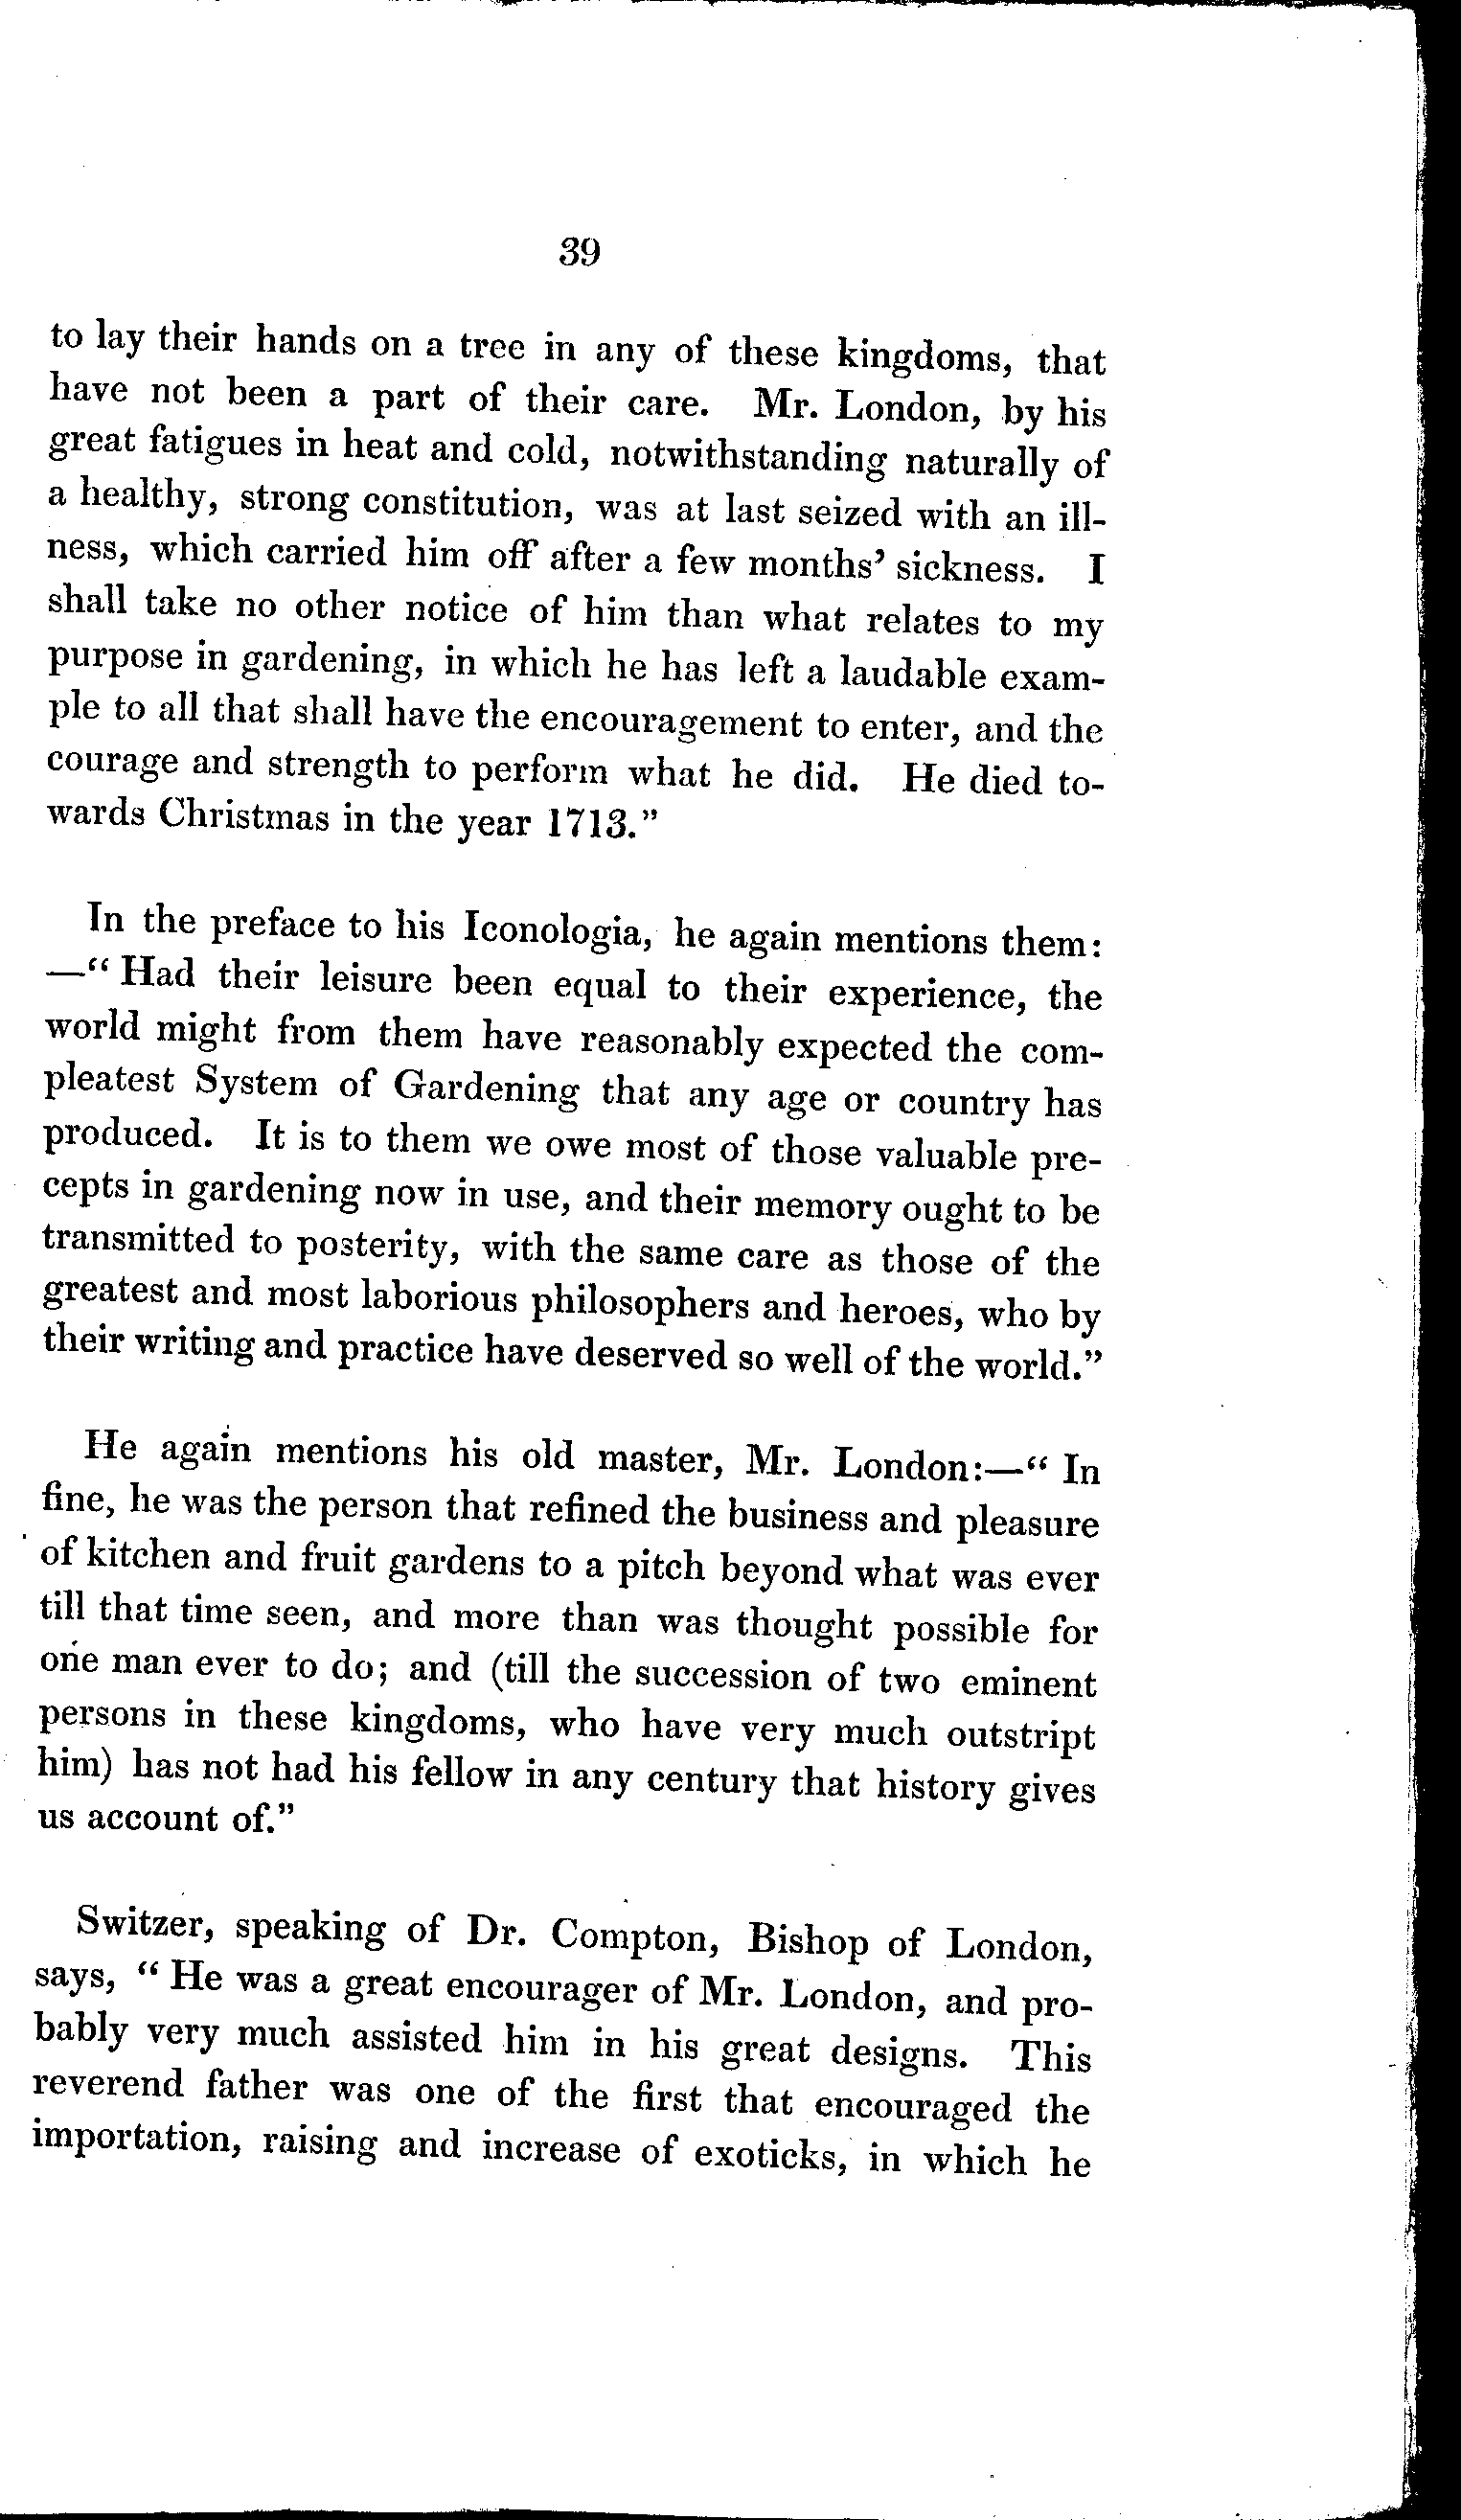 39
to lay their hands on a tree in any of these kingdoms, that
have not been a part of their care. Mr. London, by his
great fatigues in heat and cold, notwithstanding naturally of
a healthy, strong constitution, was at last seized with an ill-
ness, which carried him off after a few months' sickness. I
shall take no other notice of him than what relates to my
purpose in gardening, in which he has left a laudable exam-
ple to all that shall have the encouragement to enter, and the
courage and strength to perform what he did. He died to-
wards Christmas in the year 1713."
In the preface to his Iconologia, he again mentions them:
—"Had their leisure been equal to their experience, the
world might from them have reasonably expected the com-
pleatest System of Gardening that any age or country has
produced. It is to them we owe most of those valuable pre-
cepts in gardening now in use, and their memory ought to be
transmitted to posterity, with the same care as those of the
greatest and most laborious philosophers and heroes, who by
their writing and practice have deserved so well of the world."
He again mentions his old master, Mr. London:—" In
fine, he was the person that refined the business and pleasure
of kitchen and fruit gardens to a pitch beyond what was ever
till that time seen, and more than was thought possible for
one man ever to do; and (till the succession of two eminent
persons in these kingdoms, who have very much outstript
him) has not had his fellow in any century that history gives
us account of."
Switzer, speaking of Dr. Compton, Bishop of London,
says, "He was a great encourager of Mr. London, and pro-
bably very much assisted him in his great designs. This
reverend father was one of the first that encouraged the
importation, raising and increase of exoticks, in which he